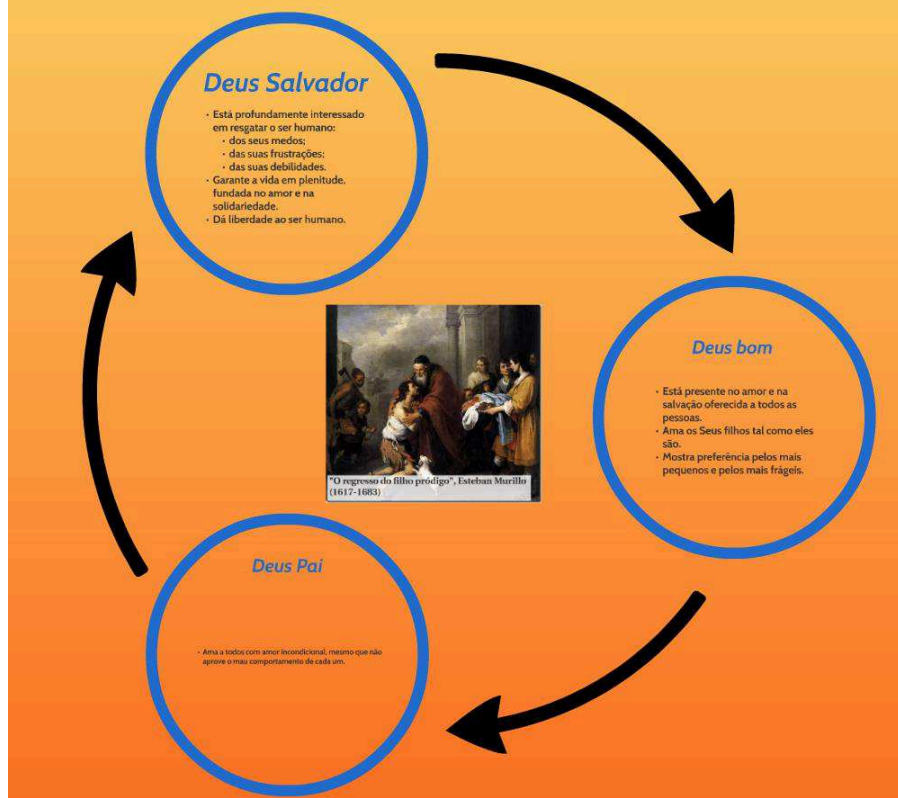 Deus Salvador
• Está profundamente interessado
em resgatar o ser humano:
• dos seus medos;
• das suas frustrações;
• das suas debilidades.
• Garante a vida em plenitude,
fundada no amor e na
solidariedade.
• Dá liberdade ao ser humano.
Deus bom
• Está presente no amor e na
salvação oferecida a todos as
pessoas.
• Ama os Seus filhos tal como eles
são.
• Mostra preferência pelos mais
pequenos e pelos mais frágeis.
"O regresso do filho pródigo", Esteban Murillo
(1617-1683)
Deus Pai
• Ama a todos com amor incondicional, mesmo que não
aprove o mau comportamento de cada um.